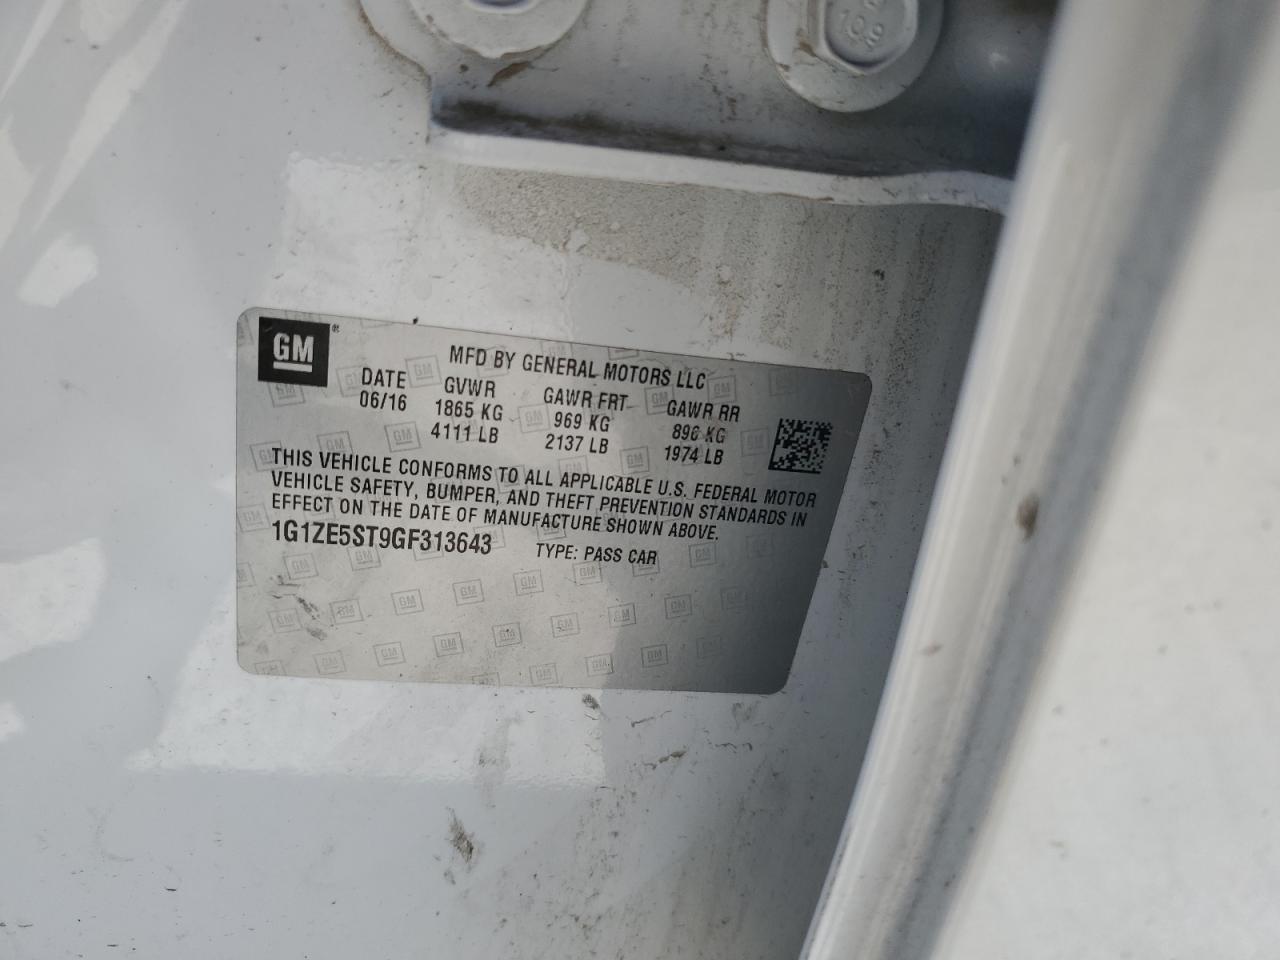 GM®
MFD BY GENERAL MOTORS LLC
DATE GVWR GAWR FRT GAWR RR
06/16 1865 KG 969 KG 896 KG
4111 LB 2137 LB 1974 LB
THIS VEHICLE CONFORMS TO ALL APPLICABLE U.S. FEDERAL MOTOR
VEHICLE SAFETY, BUMPER, AND THEFT PREVENTION STANDARDS IN
EFFECT ON THE DATE OF MANUFACTURE SHOWN ABOVE.
1G1ZE5ST9GF313643 TYPE: PASS CAR